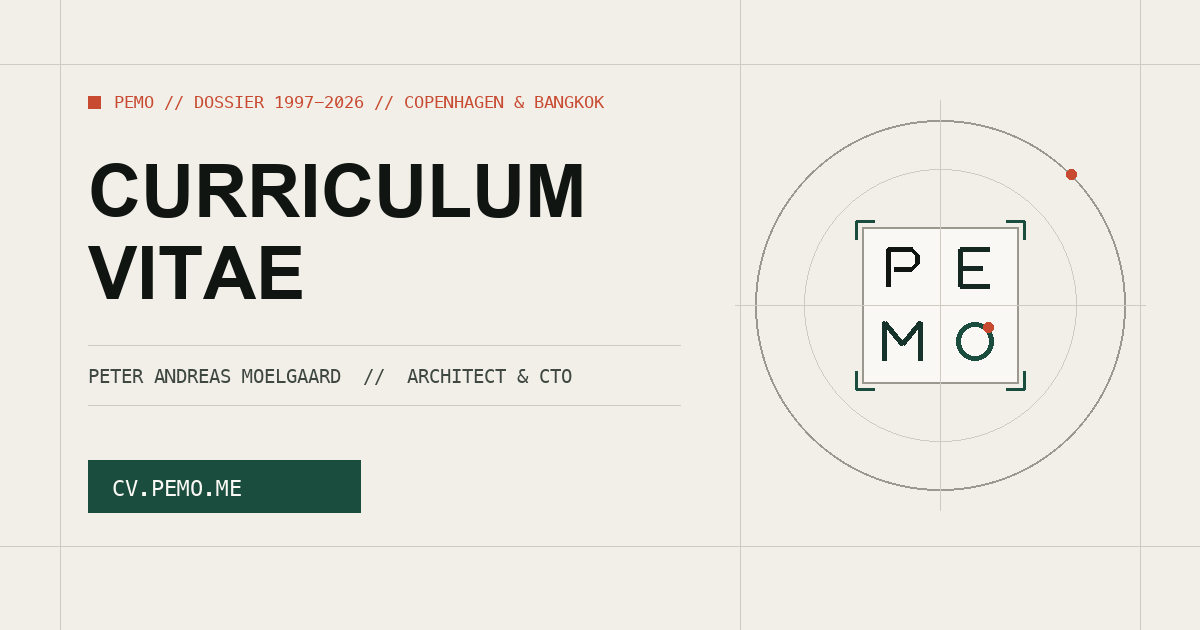 PEMO // DOSSIER 1997–2026 // COPENHAGEN & BANGKOK
CURRICULUM
VITAE
PETER ANDREAS MOELGAARD // ARCHITECT & CTO
CV.PEMO.ME
P E
M O